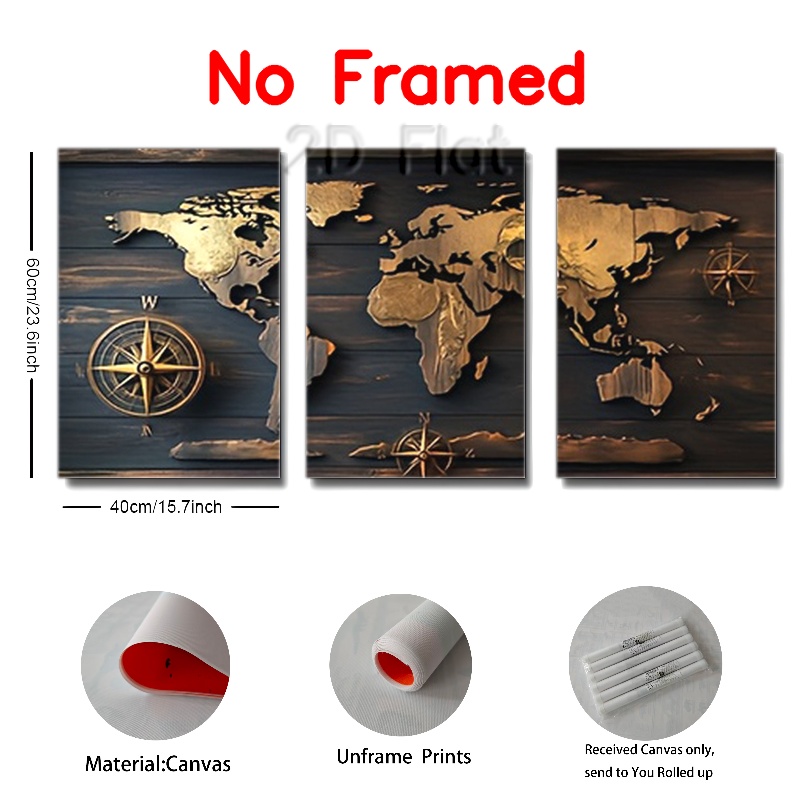 No Framed
2D Flat
60cm/23.6inch
W
N
N
40cm/15.7inch
Material:Canvas
Unframe Prints
Received Canvas only,
send to You Rolled up